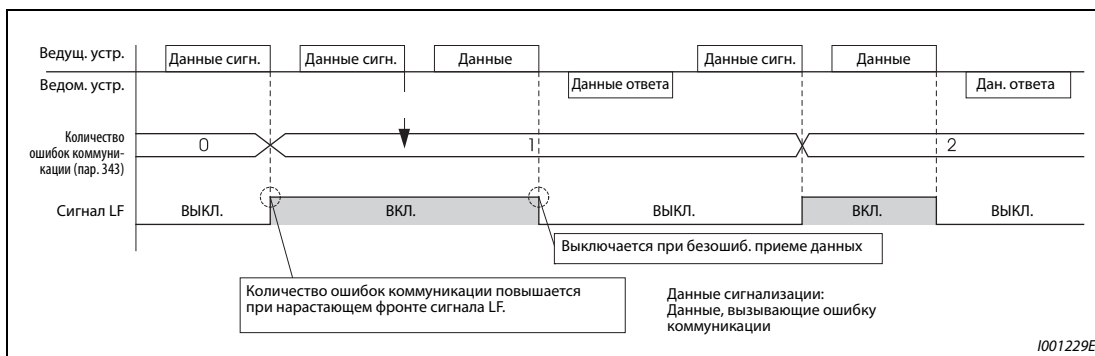 Ведущ. устр.
Данные сигн.
Данные сигн.
Данные
Данные сигн.
Данные
Ведом. устр.
Данные ответа
Дан. ответа
Количество
ошибок коммуни-
кации (пар. 343)
0
1
2
Сигнал LF
ВЫКЛ.
ВКЛ.
ВЫКЛ.
ВКЛ.
ВЫКЛ.
Выключается при безошиб. приеме данных
Количество ошибок коммуникации повышается
при нарастающем фронте сигнала LF.
Данные сигнализации:
Данные, вызывающие ошибку
коммуникации
I001229E